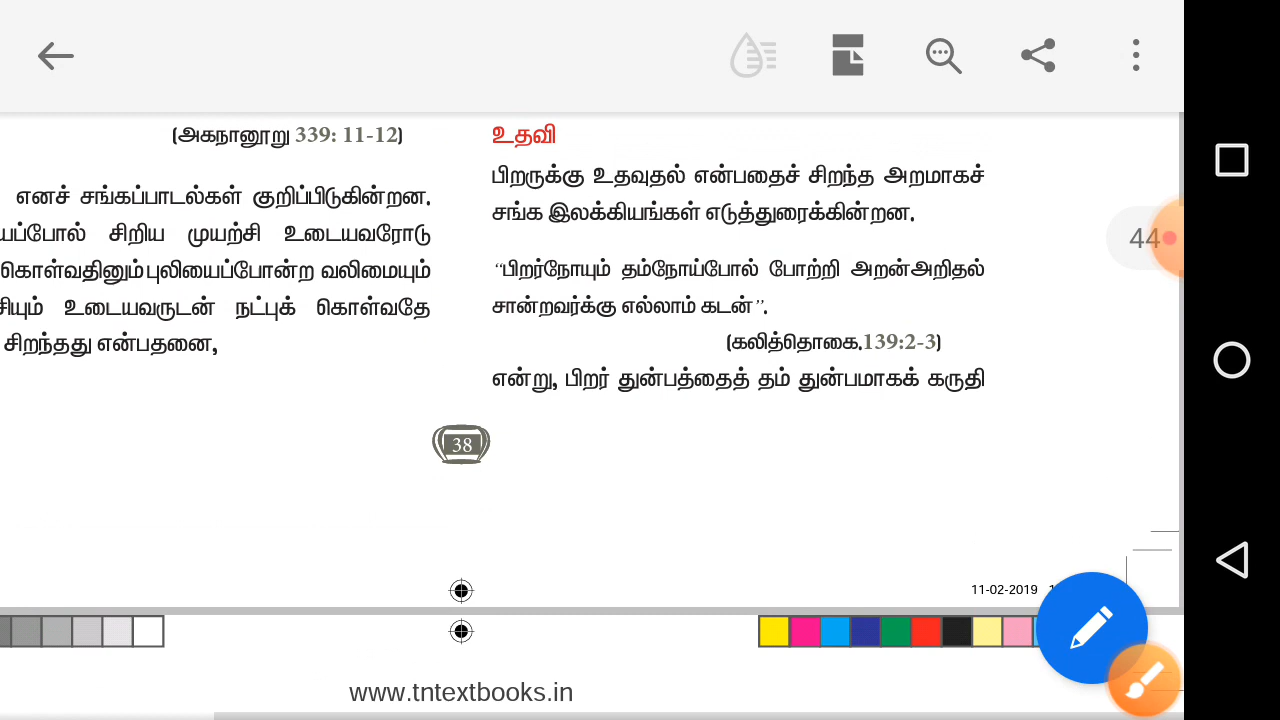 (அகநானூறு 339: 11-12)
எனச் சங்கப்பாடல்கள் குறிப்பிடுகின்றன.
சிறிய முயற்சி உடையவரோடு
புலியைப்போன்ற வலிமையும்
உடையவருடன் நட்புக் கொள்வதே
சிறந்தது என்பதனை,
உதவி
பிறருக்கு உதவுதல் என்பதைச் சிறந்த அறமாகச்
சங்க இலக்கியங்கள் எடுத்துரைக்கின்றன.
“பிறர்நோயும் தம்நோய்போல் போற்றி அறன்அறிதல்
சான்றவர்க்கு எல்லாம் கடன்”.
(கலித்தொகை.139:2-3)
என்று, பிறர் துன்பத்தைத் தம் துன்பமாகக் கருதி
44
38
11-02-2019
www.tntextbooks.in